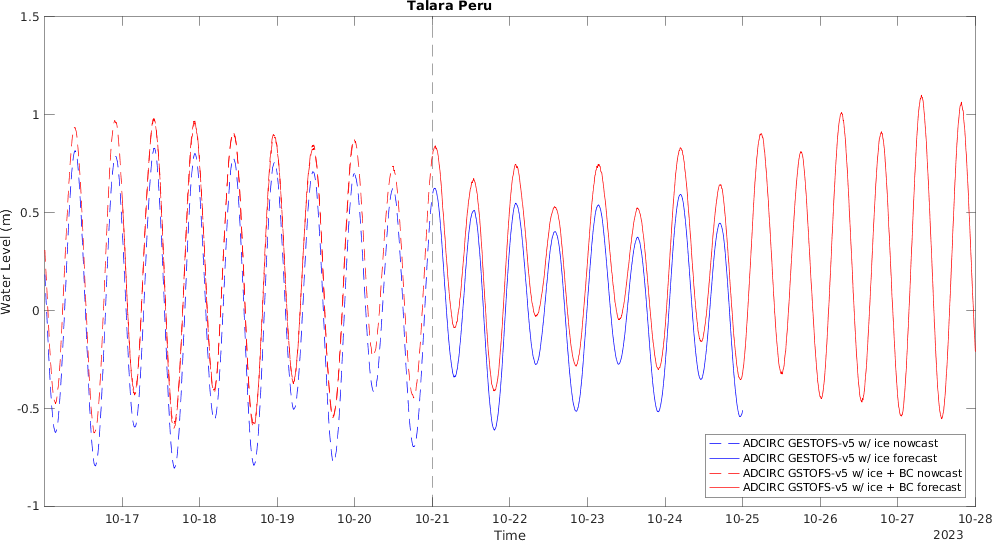 Talara Peru
1.5
1
0.5
0
-0.5
-1
Water Level (m)
10-17 10-18 10-19 10-20 10-21 10-22 10-23 10-24 10-25 10-26 10-27 10-28
Time
2023
ADCIRC GESTOFS-v5 w/ ice nowcast
ADCIRC GESTOFS-v5 w/ ice forecast
ADCIRC GSTOFS-v5 w/ ice + BC nowcast
ADCIRC GSTOFS-v5 w/ ice + BC forecast